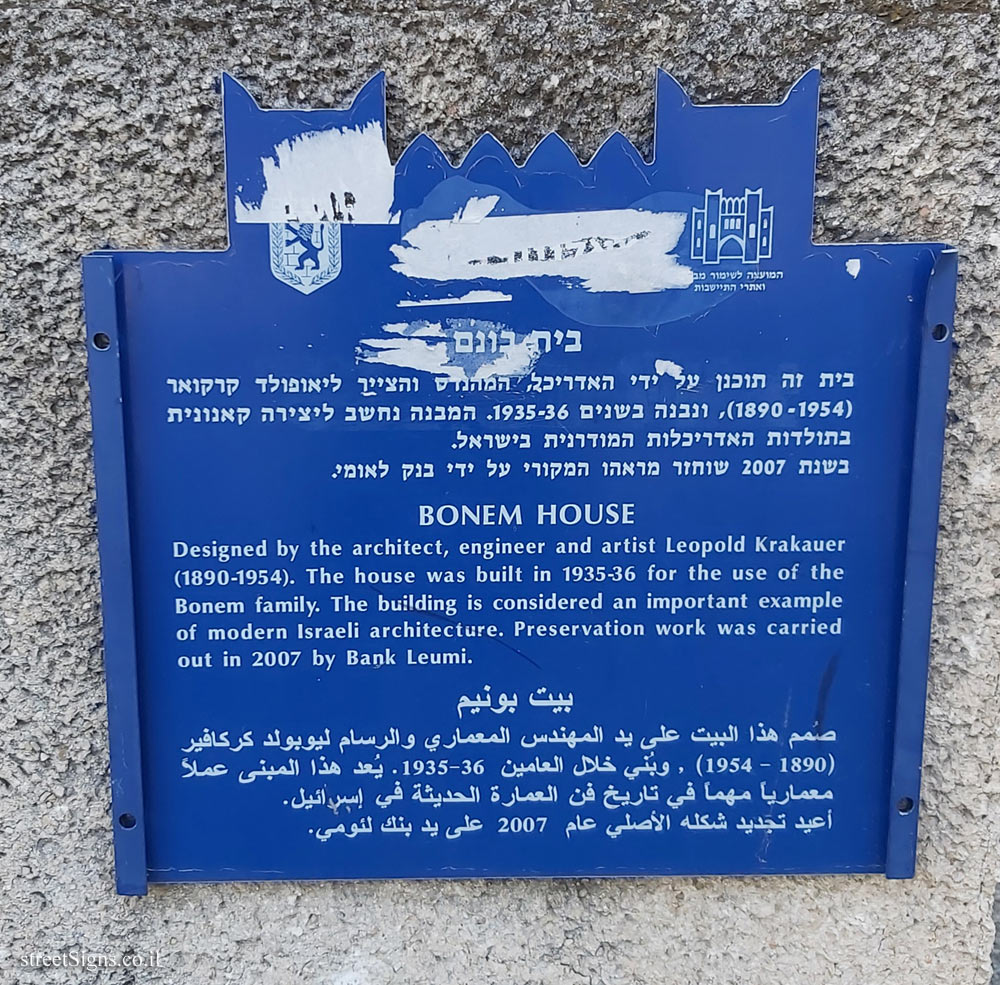 המועצה לשימור מב
ואתרי התיישבות
בית בונם
בית זה תוכנן על ידי האדריכל, המהנדס והצייר ליאופולד קרקואר
(1890-1954), ונבנה בשנים 1935-36. המבנה נחשב ליצירה קאנונית
בתולדות האדריכלות המודרנית בישראל.
בשנת 2007 שוחזר מראהו המקורי על ידי בנק לאומי.
BONEM HOUSE
Designed by the architect, engineer and artist Leopold Krakauer
(1890-1954). The house was built in 1935-36 for the use of the
Bonem family. The building is considered an important example
of modern Israeli architecture. Preservation work was carried
out in 2007 by Bank Leumi.
بيت بونيم
صُمم هذا البيت على يد المهندس المعماري والرسام ليوبولد كركافير
(1890 - 1954) , وبني خلال العامين 36-1935. يُعد هذا المبنى عملاً
معمارياً مهماً في تاريخ فن العمارة الحديثة في إسرائيل.
أعيد تجديد شكله الأصلي عام 2007 على يد بنك لئومي.
streetSigns.co.il